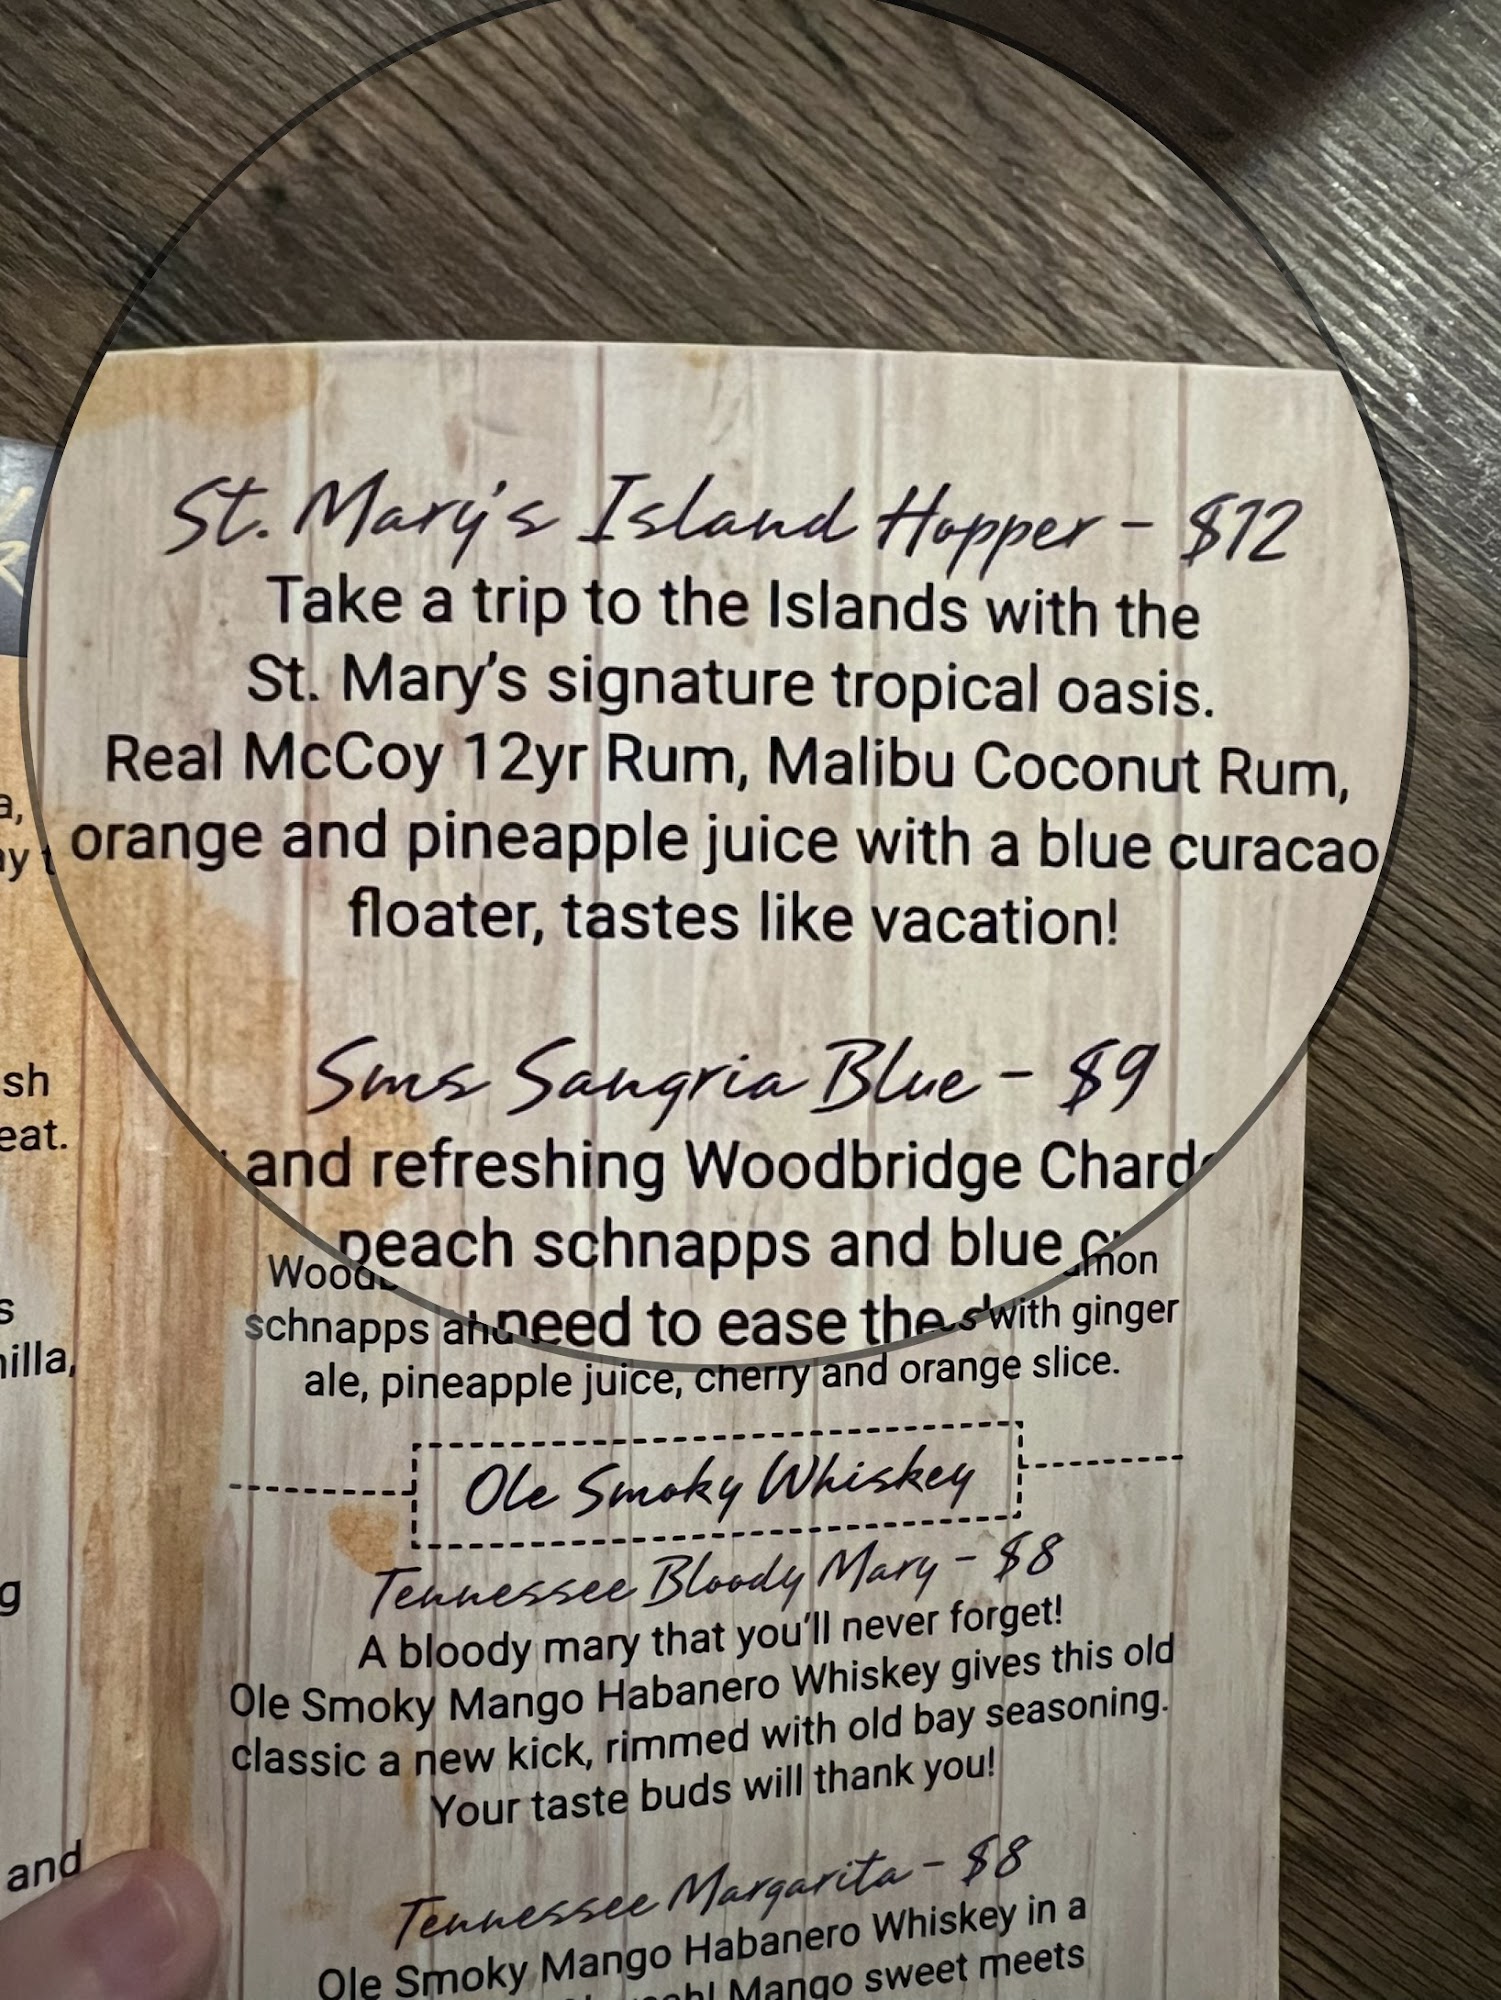 St. Mary's Island Hopper - $12
Take a trip to the Islands with the
St. Mary's signature tropical oasis.
Real McCoy 12yr Rum, Malibu Coconut Rum,
orange and pineapple juice with a blue curacao
floater, tastes like vacation!
Sms Sangria Blue - $9
and refreshing Woodbridge
peach schnapps and blue
need to ease the
schnapps with ginger
ale, pineapple juice, cherry and orange slice.
Ole Smoky Whiskey
Tennessee Bloody Mary - $8
A bloody mary that you'll never forget!
Ole Smoky Mango Habanero Whiskey gives this old
classic a new kick, rimmed with old bay seasoning.
Your taste buds will thank you!
Tennessee Margarita - $8
Ole Smoky Mango Habanero Whiskey in a
Mango sweet meets
and